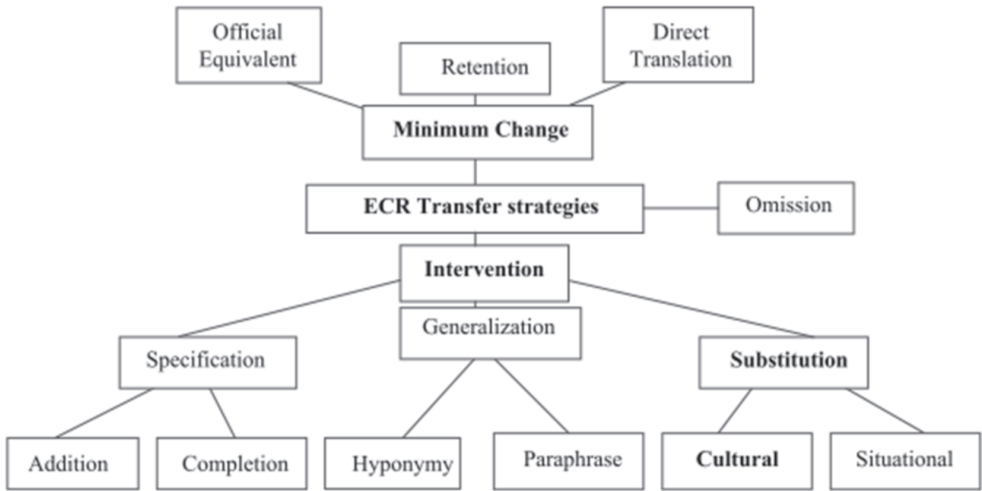 Official
Equivalent
Retention
Direct
Translation
Minimum Change
ECR Transfer strategies
Omission
Intervention
Generalization
Specification
Substitution
Addition
Completion
Hyponymy
Paraphrase
Cultural
Situational